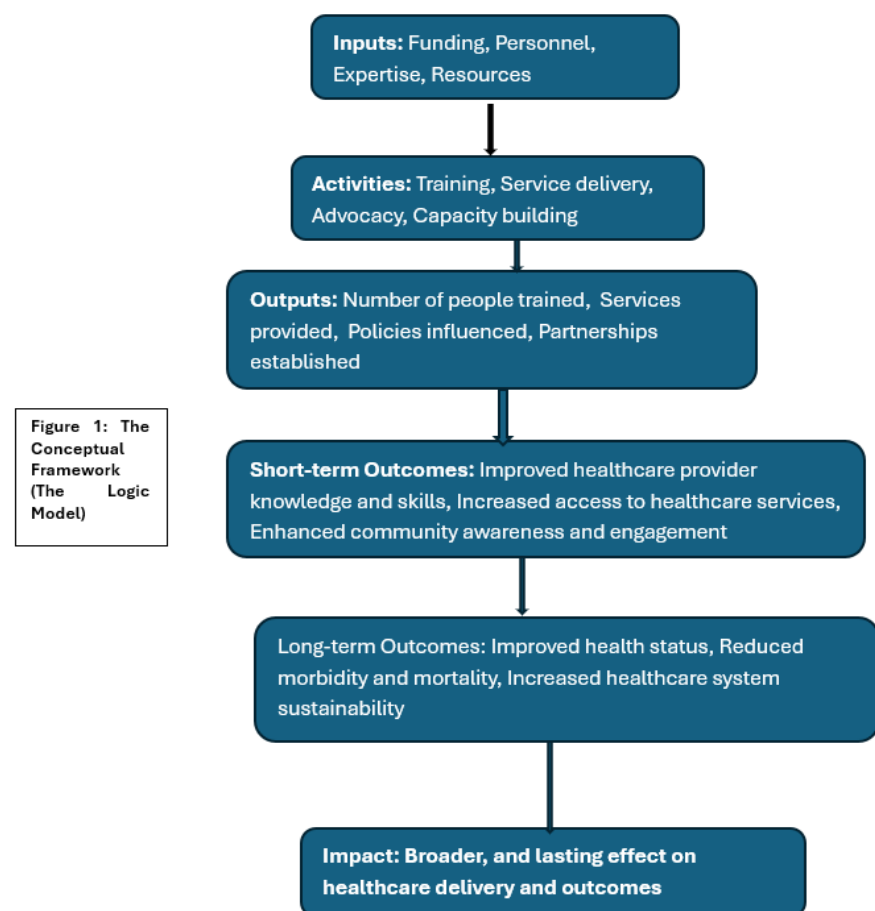 Inputs: Funding, Personnel,
Expertise, Resources
Activities: Training, Service delivery,
Advocacy, Capacity building
Outputs: Number of people trained, Services
provided, Policies influenced, Partnerships
established
Figure 1: The
Conceptual
Framework
(The Logic
Model)
Short-term Outcomes: Improved healthcare provider
knowledge and skills, Increased access to healthcare services,
Enhanced community awareness and engagement
Long-term Outcomes: Improved health status, Reduced
morbidity and mortality, Increased healthcare system
sustainability
Impact: Broader, and lasting effect on
healthcare delivery and outcomes